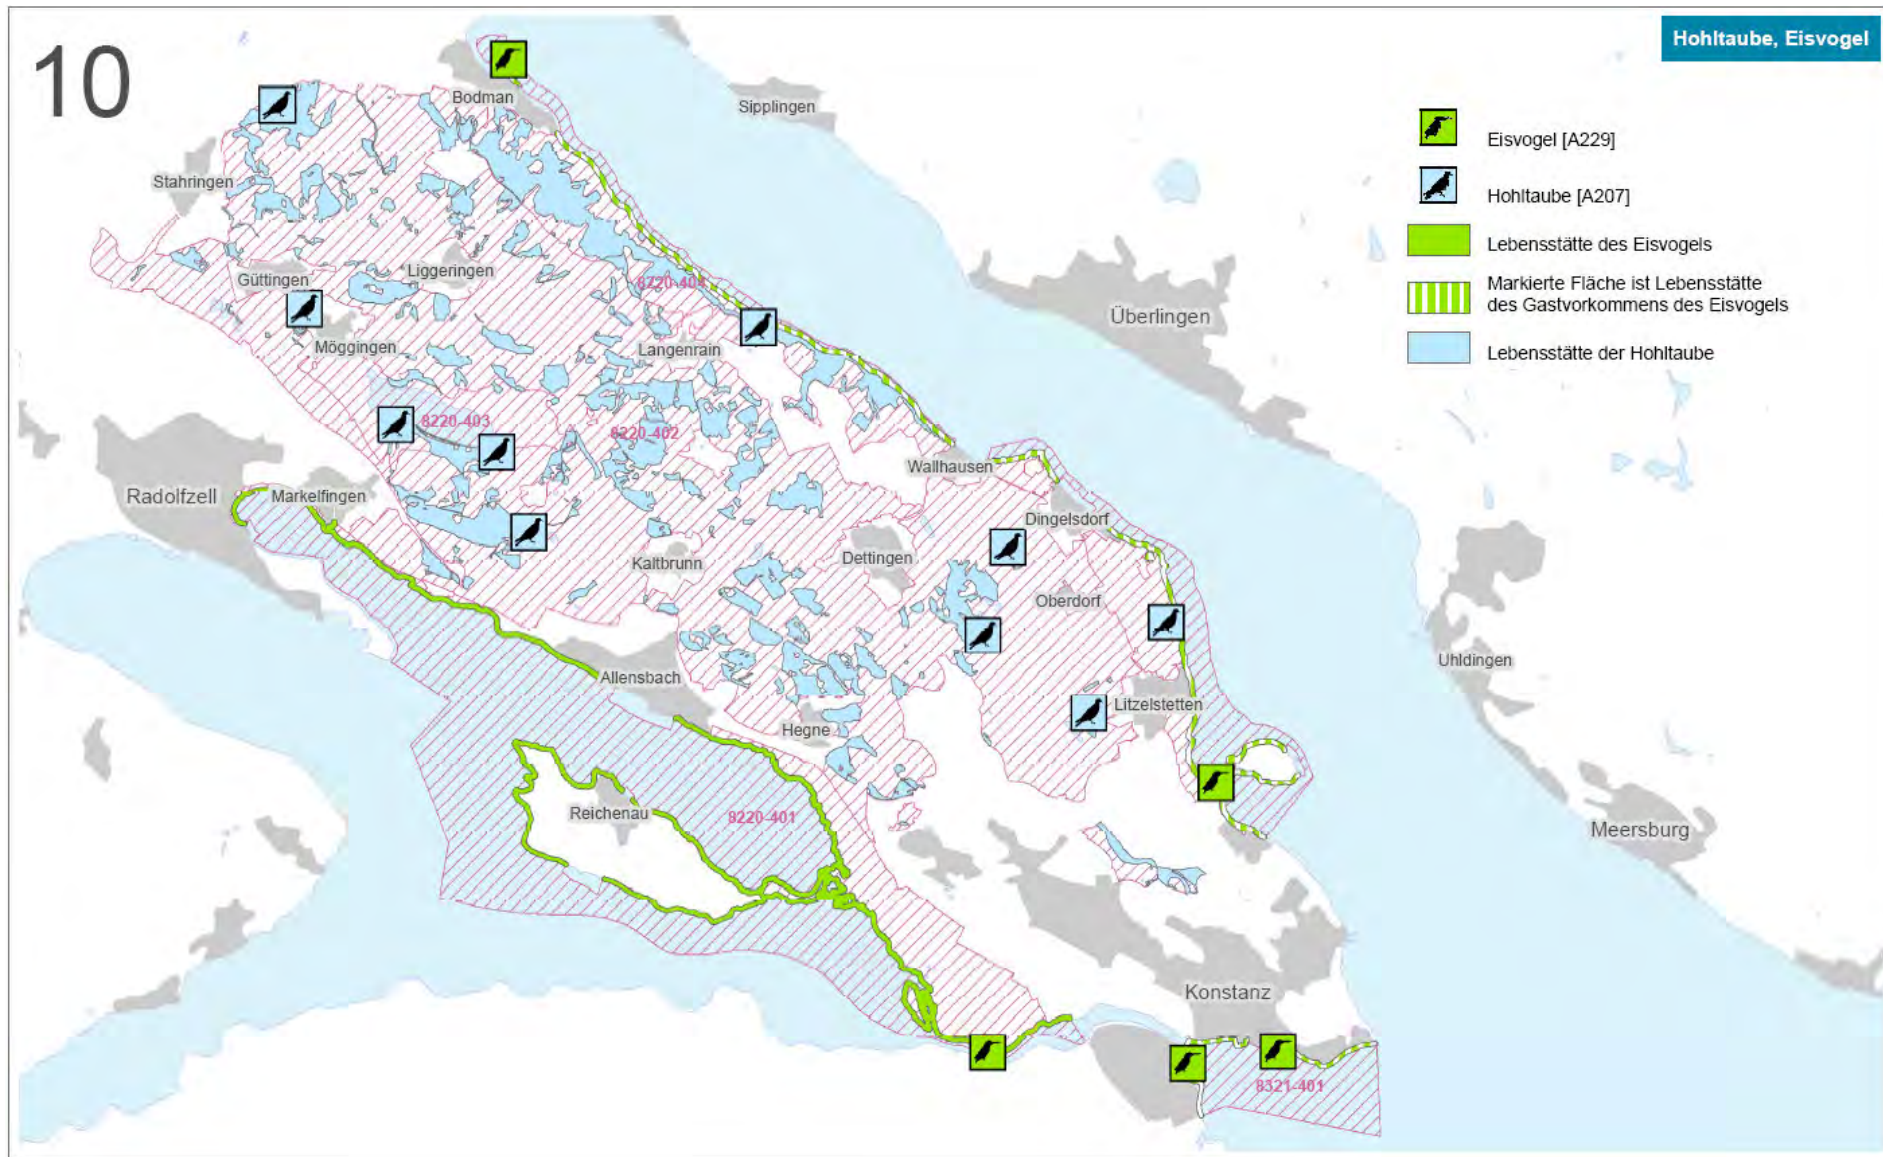 10
Hohltaube, Eisvogel
Eisvogel [A229]
Hohltaube [A207]
Lebensstätte des Eisvogels
Markierte Fläche ist Lebensstätte
des Gastvorkommens des Eisvogels
Lebensstätte der Hohltaube
Bodman
Sipplingen
Stahringen
Güttingen
Liggeringen
8220-404
Überlingen
Möggingen
Langenrain
8220-403
8220-402
Wallhausen
Radolfzell
Markelfingen
Dingelsdorf
Dettingen
Kaltbrunn
Oberdorf
Uhldingen
Allensbach
Litzelstetten
Hegne
Reichenau
8220-401
Meersburg
Konstanz
8321-401